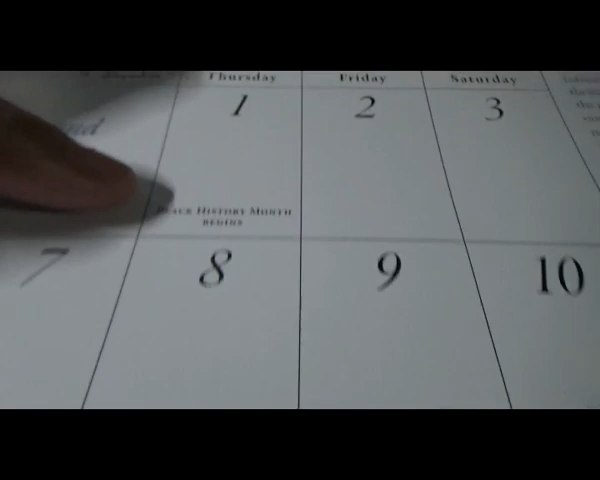 Thursday Friday Saturday
1 2 3
BLACK HISTORY MONTH
BEGINS
7 8 9 10